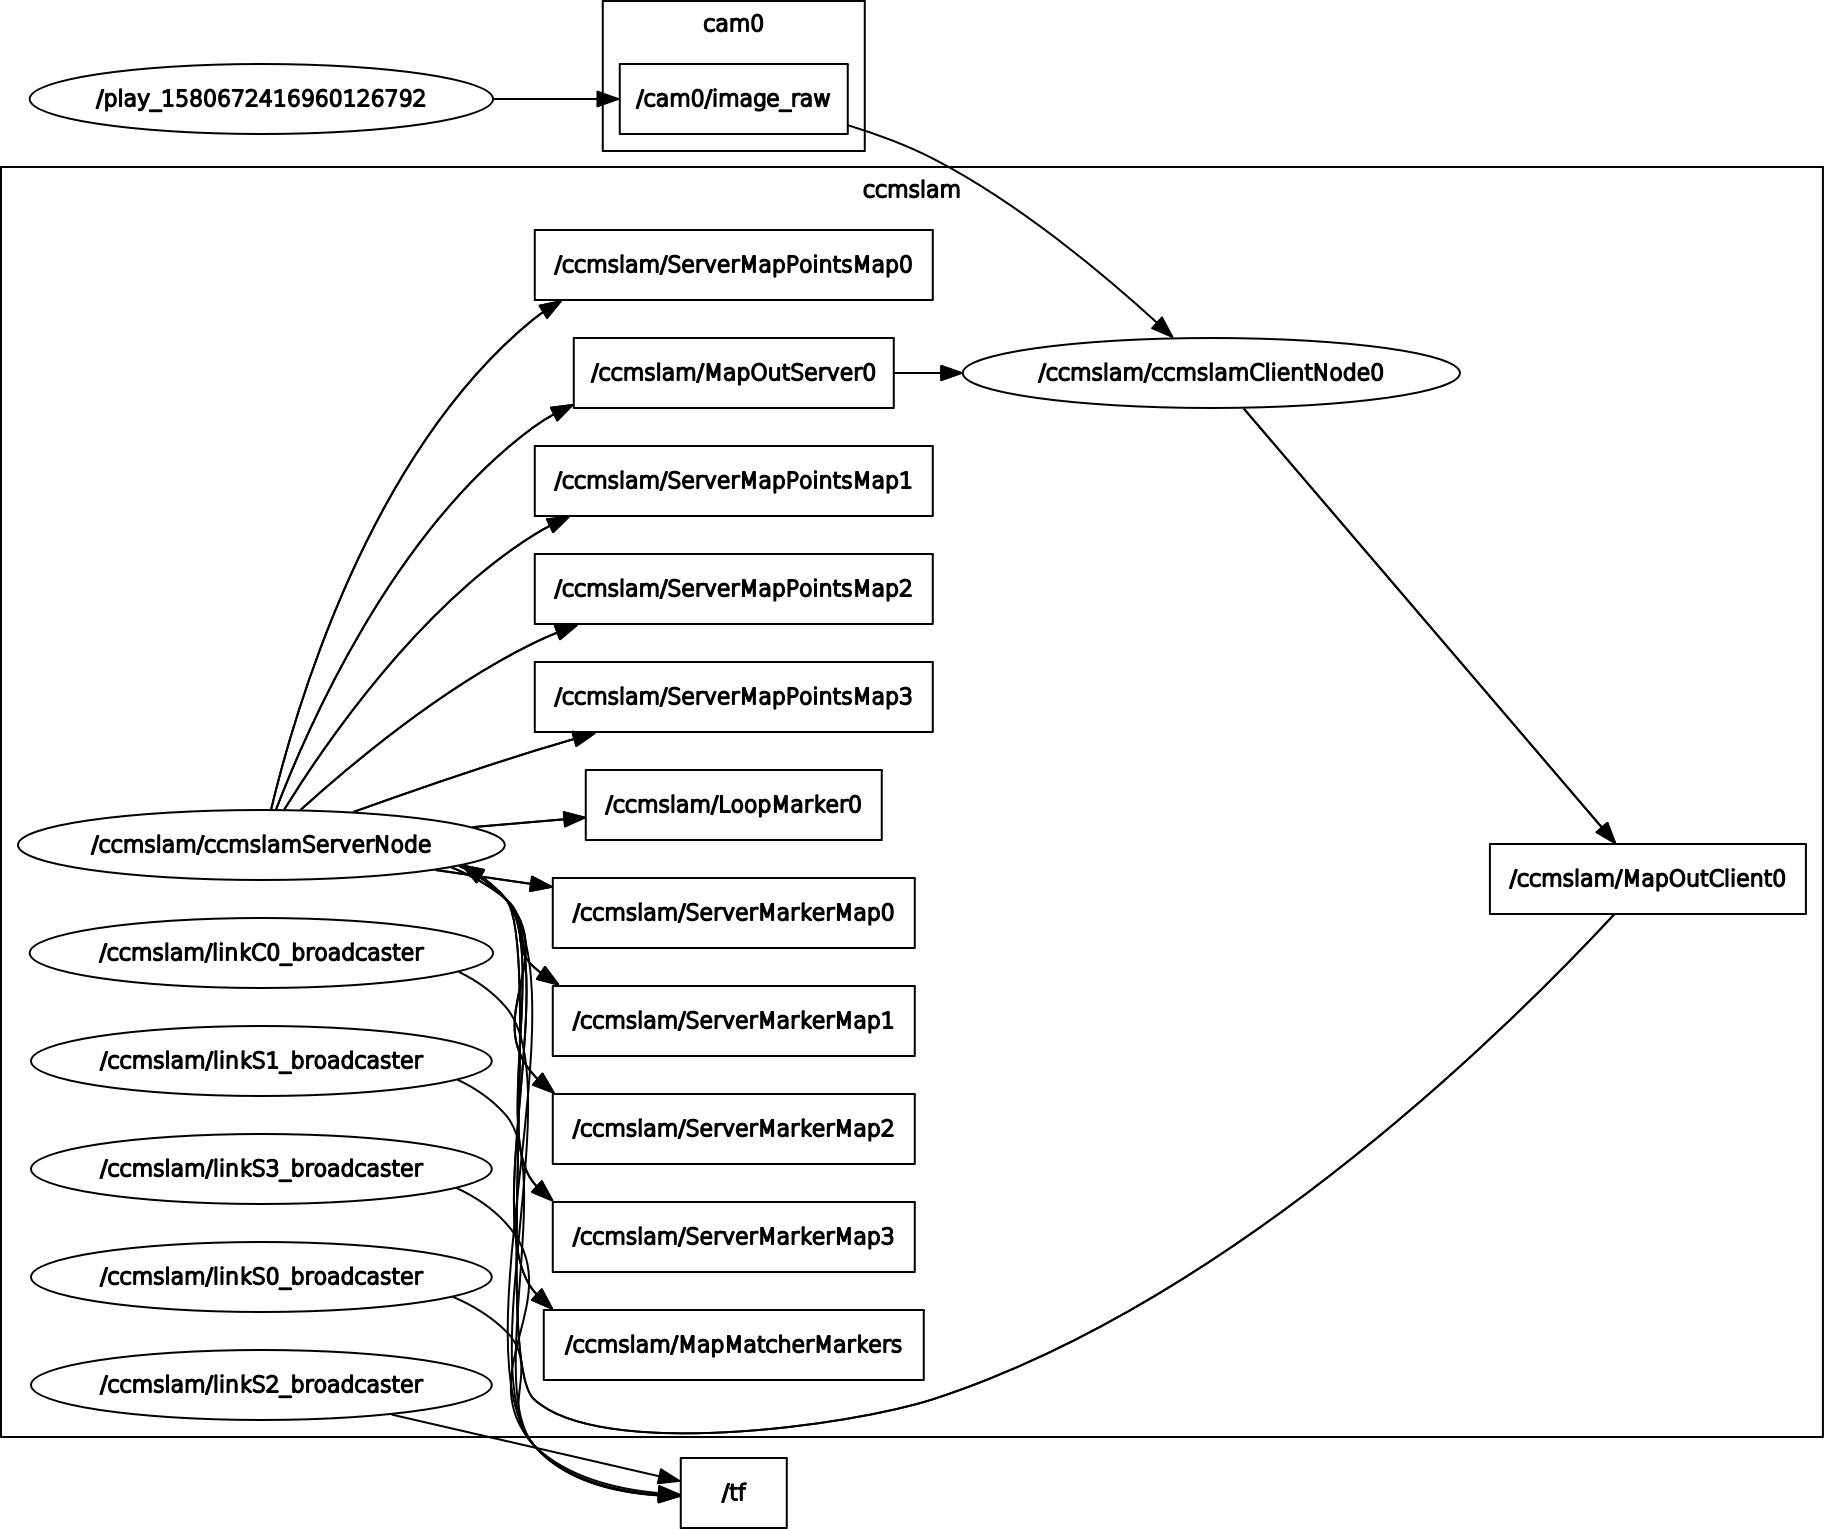 cam0
/play_1580672416960126792
/cam0/image_raw
ccmslam
/ccmslam/ServerMapPointsMap0
/ccmslam/MapOutServer0
/ccmslam/ccmslamClientNode0
/ccmslam/ServerMapPointsMap1
/ccmslam/ServerMapPointsMap2
/ccmslam/ServerMapPointsMap3
/ccmslam/LoopMarker0
/ccmslam/ccmslamServerNode
/ccmslam/MapOutClient0
/ccmslam/ServerMarkerMap0
/ccmslam/linkC0_broadcaster
/ccmslam/ServerMarkerMap1
/ccmslam/linkS1_broadcaster
/ccmslam/ServerMarkerMap2
/ccmslam/linkS3_broadcaster
/ccmslam/ServerMarkerMap3
/ccmslam/linkS0_broadcaster
/ccmslam/MapMatcherMarkers
/ccmslam/linkS2_broadcaster
/tf